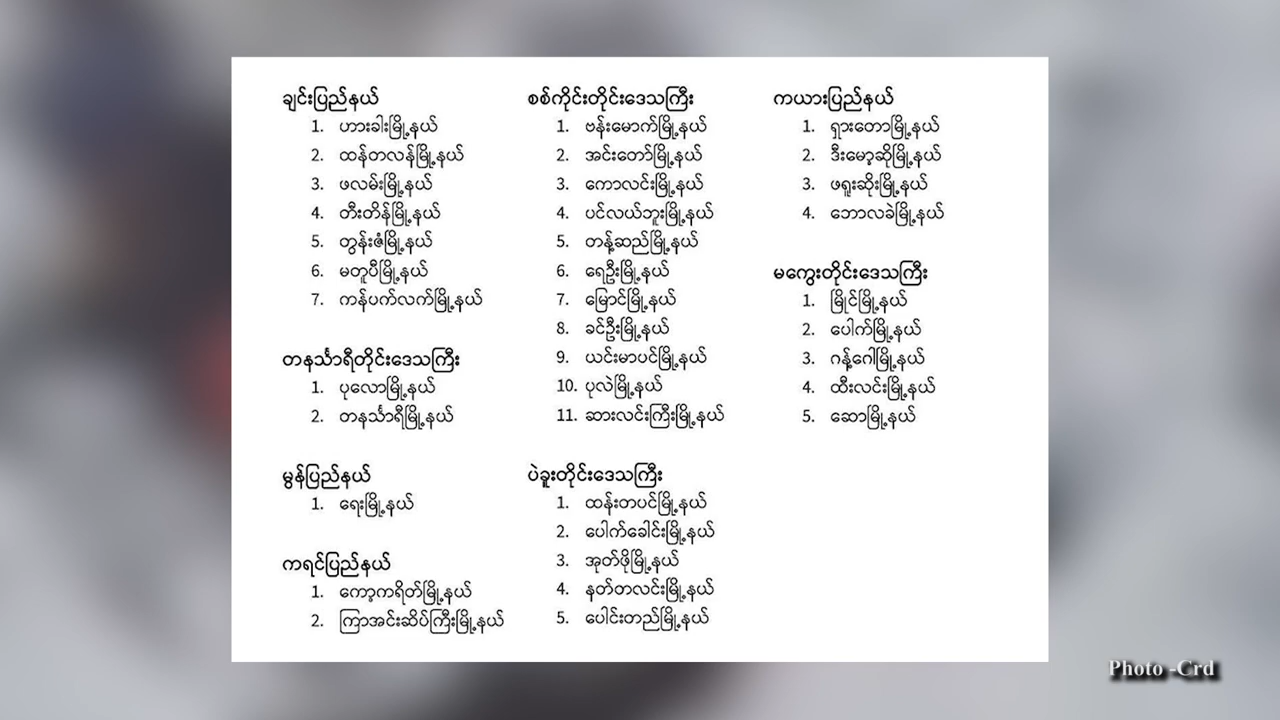 ချင်းပြည်နယ်
1. ဟားခါးမြို့နယ်
2. ထန်တလန်မြို့နယ်
3. ဖလမ်းမြို့နယ်
4. တီးတိန်မြို့နယ်
5. တွန်းဇံမြို့နယ်
6. မတူပီမြို့နယ်
7. ကန်ပက်လက်မြို့နယ်
တနင်္သာရီတိုင်းဒေသကြီး
1. ပုလောမြို့နယ်
2. တနင်္သာရီမြို့နယ်
မွန်ပြည်နယ်
1. ရေးမြို့နယ်
ကရင်ပြည်နယ်
1. ကော့ကရိတ်မြို့နယ်
2. ကြာအင်းဆိပ်ကြီးမြို့နယ်
စစ်ကိုင်းတိုင်းဒေသကြီး
1. ဗန်းမောက်မြို့နယ်
2. အင်းတော်မြို့နယ်
3. ကောလင်းမြို့နယ်
4. ပင်လယ်ဘူးမြို့နယ်
5. တန့်ဆည်မြို့နယ်
6. ရေဦးမြို့နယ်
7. မြောင်မြို့နယ်
8. ခင်ဦးမြို့နယ်
9. ယင်းမာပင်မြို့နယ်
10. ပုလဲမြို့နယ်
11. ဆားလင်းကြီးမြို့နယ်
ပဲခူးတိုင်းဒေသကြီး
1. ထန်းတပင်မြို့နယ်
2. ပေါက်ခေါင်းမြို့နယ်
3. အုတ်ဖိုမြို့နယ်
4. နတ်တလင်းမြို့နယ်
5. ပေါင်းတည်မြို့နယ်
ကယားပြည်နယ်
1. ရှားတောမြို့နယ်
2. ဒီးမော့ဆိုမြို့နယ်
3. ဖရူးဆိုးမြို့နယ်
4. ဘောလခဲမြို့နယ်
မကွေးတိုင်းဒေသကြီး
1. မြိုင်မြို့နယ်
2. ပေါက်မြို့နယ်
3. ဂန့်ဂေါမြို့နယ်
4. ထီးလင်းမြို့နယ်
5. ဆောမြို့နယ်
Photo -Crd